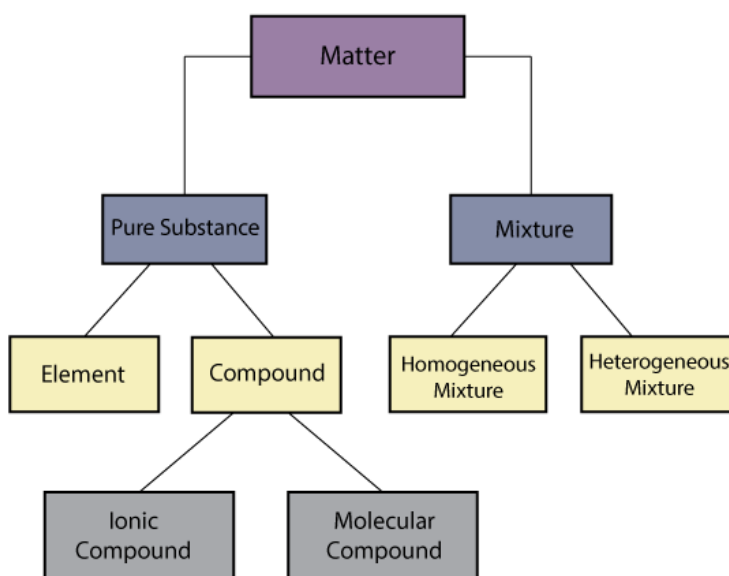 Matter
Pure Substance
Mixture
Element
Compound
Homogeneous
Mixture
Heterogeneous
Mixture
Ionic
Compound
Molecular
Compound